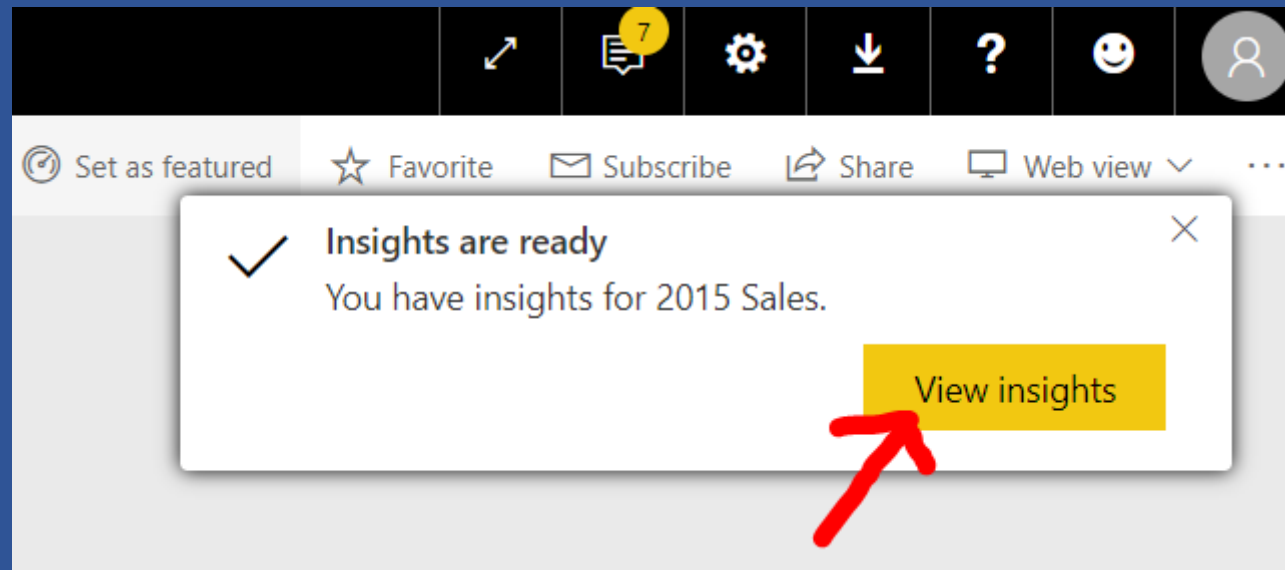 7
?
Set as featured Favorite Subscribe Share Web view ...
Insights are ready
You have insights for 2015 Sales.
View insights